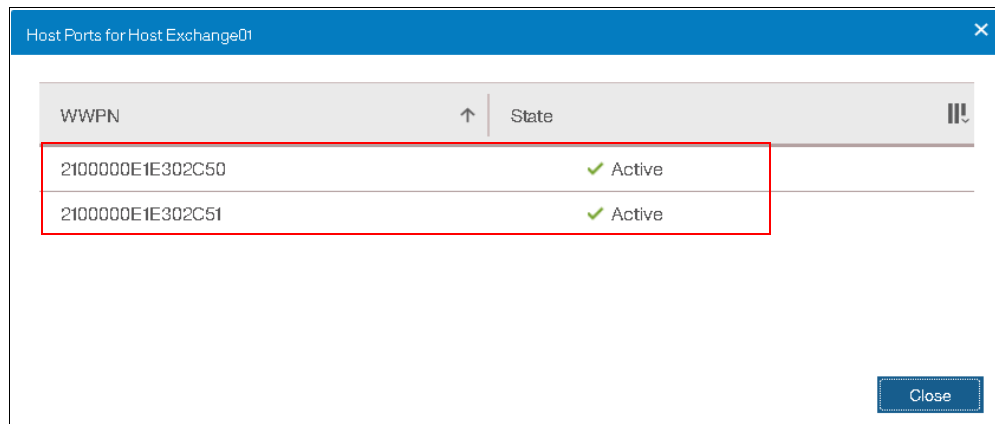 Host Ports for Host Exchange01
WWPN State
2100000E1E302C50 Active
2100000E1E302C51 Active
Close